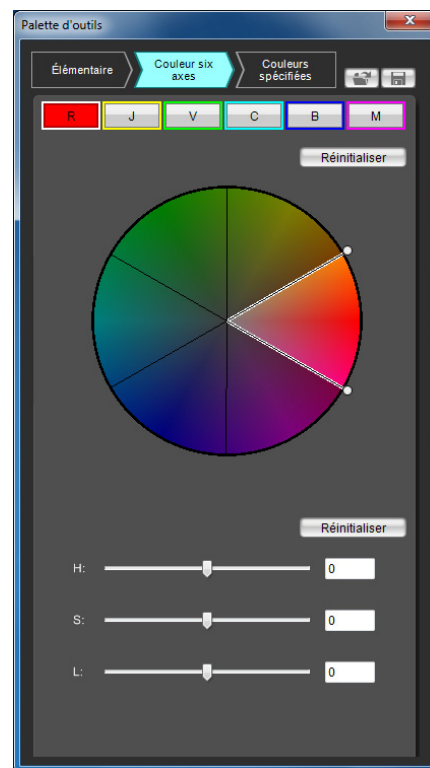 Palette d'outils
Élémentaire
Couleur six
axes
Couleurs
spécifiées
R J V C B M
Réinitialiser
Réinitialiser
H: 0
S: 0
L: 0